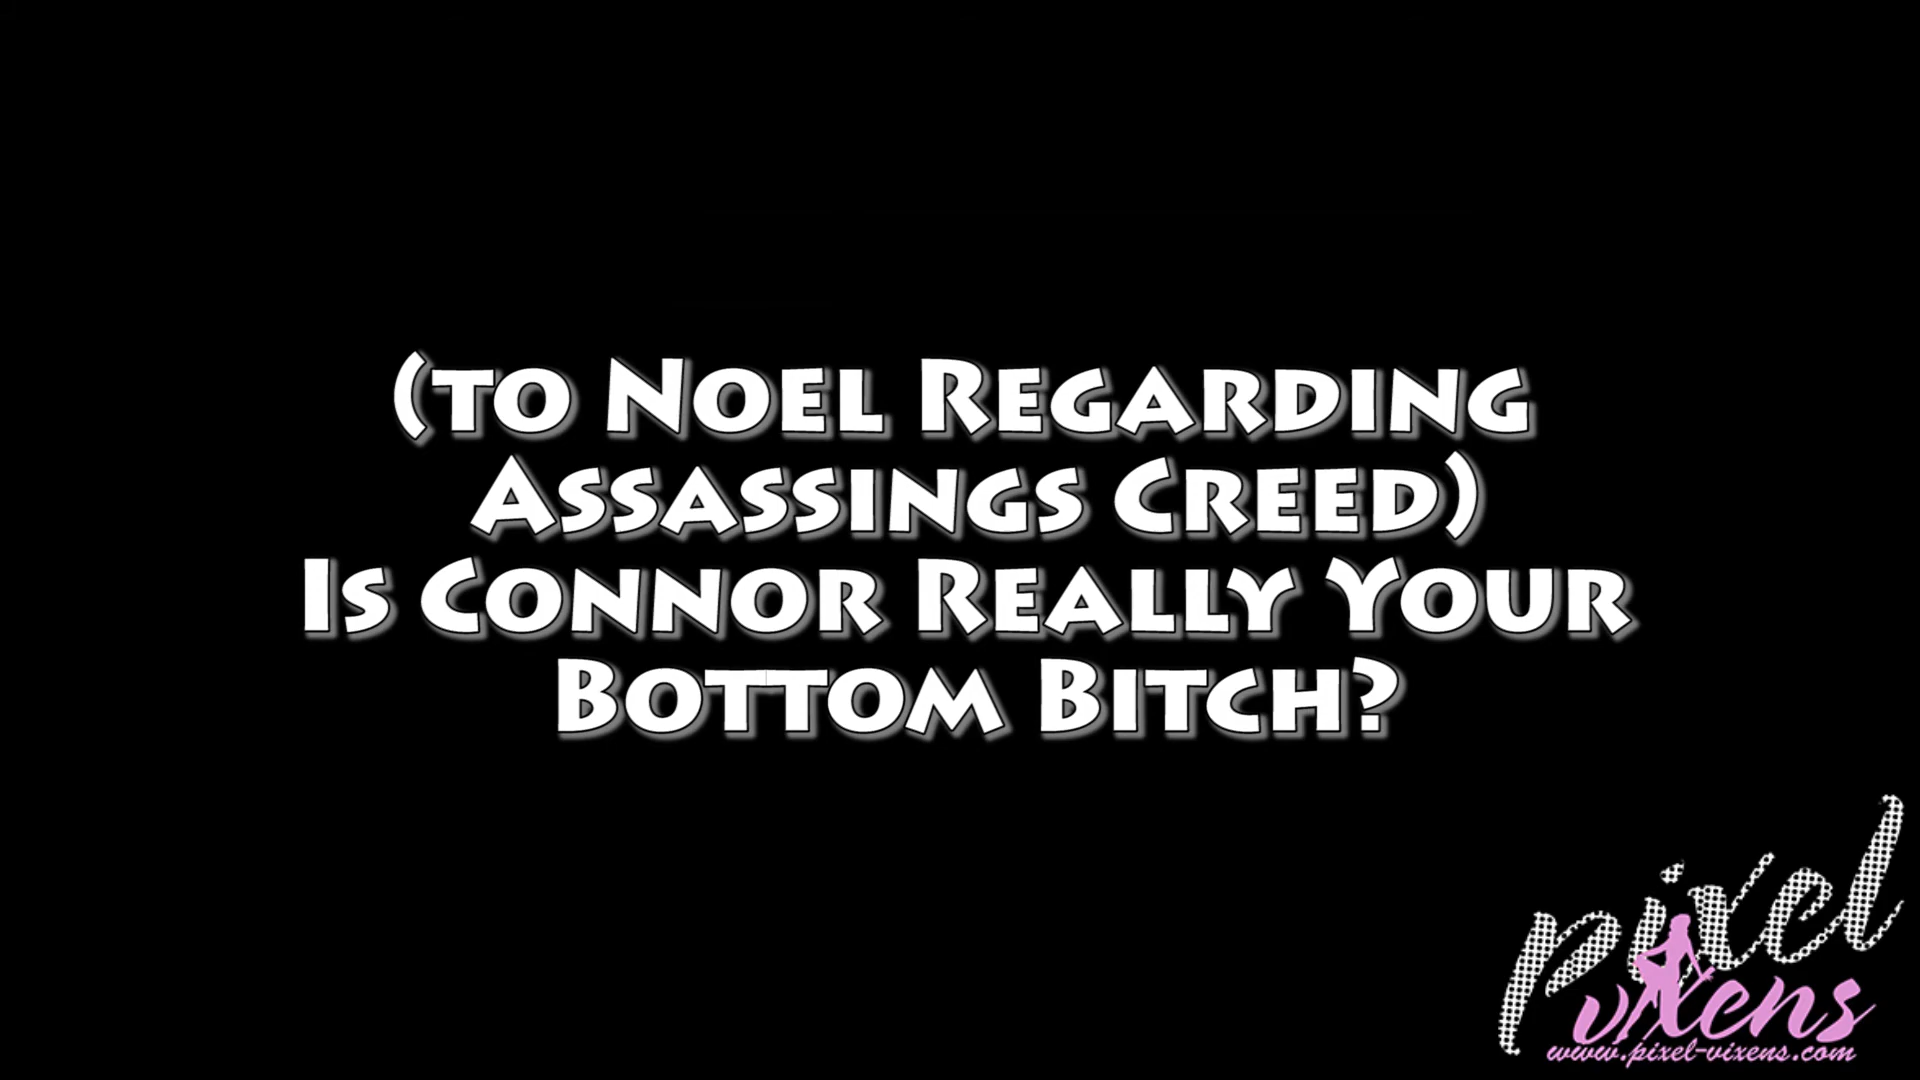 (to Noel Regarding
Assassings Creed)
Is Connor Really Your
Bottom Bitch?
pixel
vixens
www.pixel-vixens.com